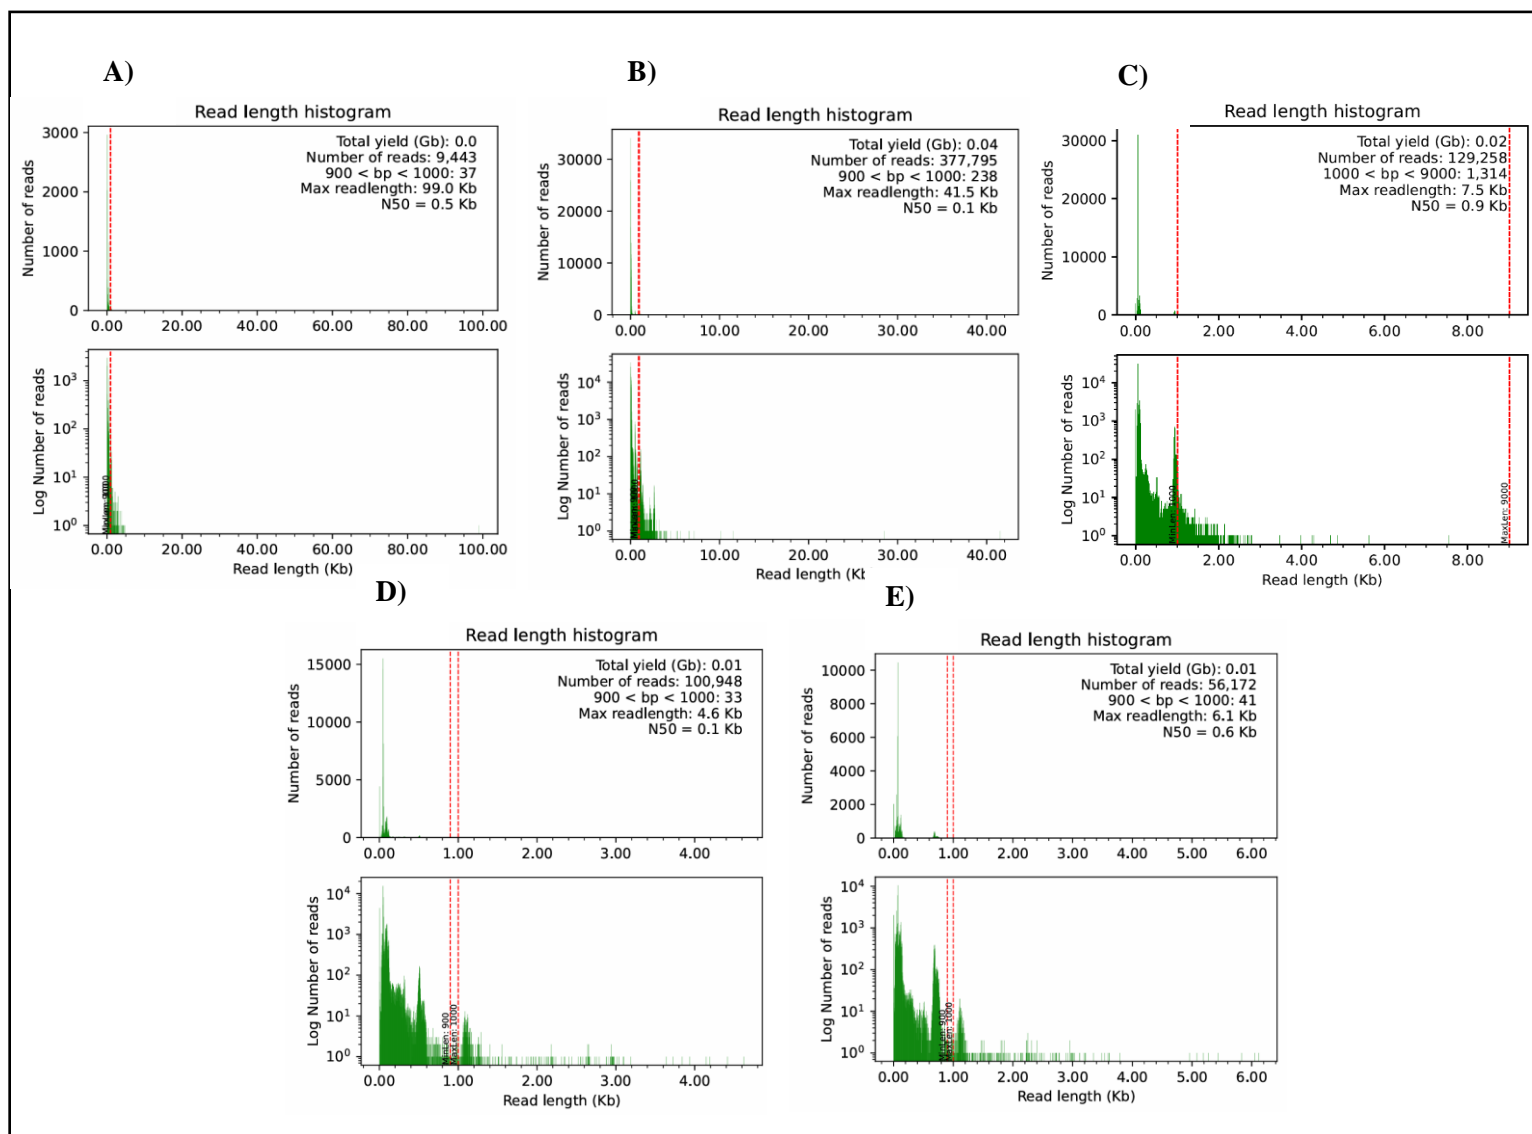 A)
Read length histogram
Total yield (Gb): 0.0
Number of reads: 9,443
900 < bp < 1000: 37
Max readlength: 99.0 Kb
N50 = 0.5 Kb
Number of reads
3000
2000
1000
0
0.00 20.00 40.00 60.00 80.00 100.00
Log Number of reads
10³
10²
10¹
10⁰
0.00 20.00 40.00 60.00 80.00 100.00
Read length (Kb)
B)
Read length histogram
Total yield (Gb): 0.04
Number of reads: 377,795
900 < bp < 1000: 238
Max readlength: 41.5 Kb
N50 = 0.1 Kb
Number of reads
30000
20000
10000
0
0.00 10.00 20.00 30.00 40.00
Log Number of reads
10⁴
10³
10²
10¹
10⁰
0.00 10.00 20.00 30.00 40.00
Read length (Kb
C)
Read length histogram
Total yield (Gb): 0.02
Number of reads: 129,258
1000 < bp < 9000: 1,314
Max readlength: 7.5 Kb
N50 = 0.9 Kb
Number of reads
30000
20000
10000
0
0.00 2.00 4.00 6.00 8.00
Log Number of reads
10⁴
10³
10²
10¹
10⁰
MinLen: 1000
MaxLen: 9000
0.00 2.00 4.00 6.00 8.00
Read length (Kb)
D)
Read length histogram
Total yield (Gb): 0.01
Number of reads: 100,948
900 < bp < 1000: 33
Max readlength: 4.6 Kb
N50 = 0.1 Kb
Number of reads
15000
10000
5000
0
0.00 1.00 2.00 3.00 4.00
Log Number of reads
10⁴
10³
10²
10¹
10⁰
MinLen: 900
MaxLen: 1000
0.00 1.00 2.00 3.00 4.00
Read length (Kb)
E)
Read length histogram
Total yield (Gb): 0.01
Number of reads: 56,172
900 < bp < 1000: 41
Max readlength: 6.1 Kb
N50 = 0.6 Kb
Number of reads
10000
8000
6000
4000
2000
0
0.00 1.00 2.00 3.00 4.00 5.00 6.00
Log Number of reads
10⁴
10³
10²
10¹
10⁰
MinLen: 900
MaxLen: 1000
0.00 1.00 2.00 3.00 4.00 5.00 6.00
Read length (Kb)